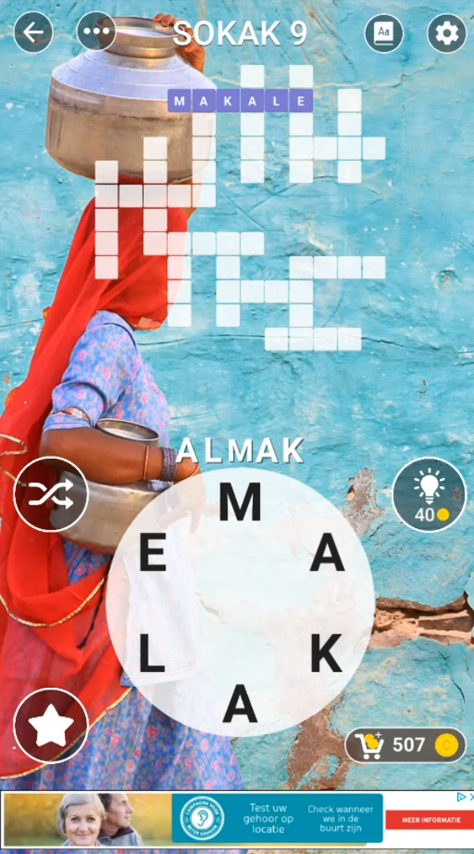 SOKAK 9
Aa
MAKALE
ALMAK
M
E A
L K
A
40
507 C
Test uw
gehoor op
locatie
Check wanneer
we in de
buurt zijn
MEER INFORMATIE